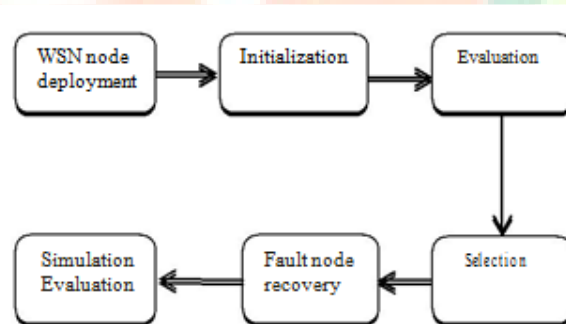 WSN node
deployment
Initialization
Evaluation
Selection
Fault node
recovery
Simulation
Evaluation